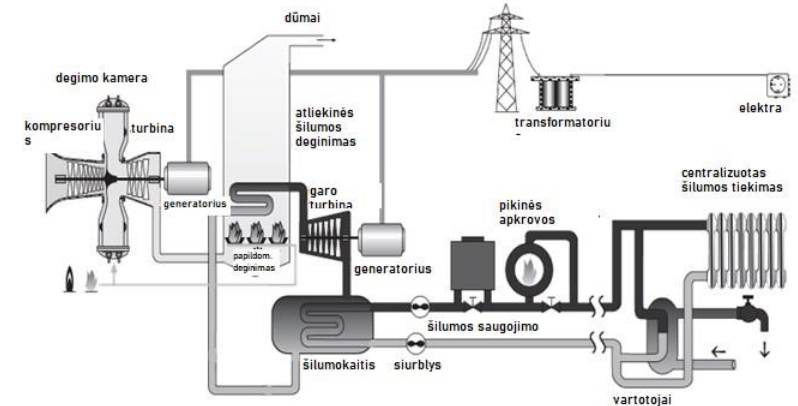 dūmai
degimo kamera
kompresoriu
s
turbina
generatorius
atliekinės
šilumos
deginimas
papildom.
deginimas
garo
turbina
generatorius
transformatoriu
elektra
centralizuotas
šilumos tiekimas
pikinės
apkrovos
šilumos saugojimo
šilumokaitis
siurblys
vartotojai